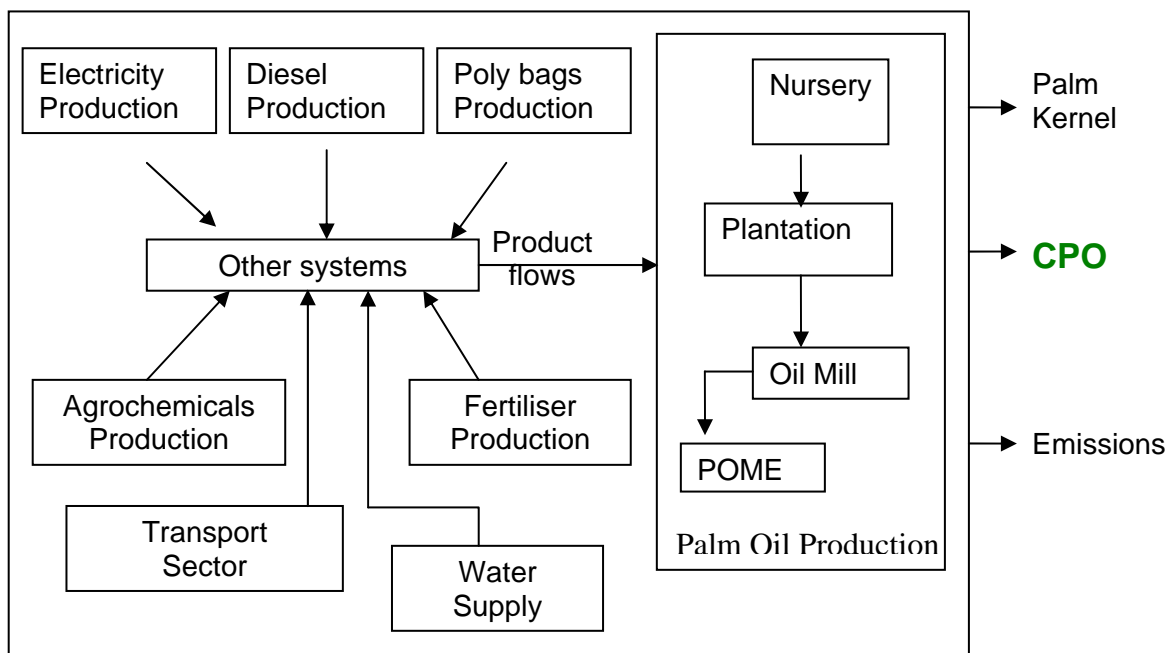 Electricity
Production
Diesel
Production
Poly bags
Production
Nursery
Palm
Kernel
Plantation
Product
flows
Other systems
CPO
Oil Mill
Agrochemicals
Production
Fertiliser
Production
Emissions
POME
Transport
Sector
Palm Oil Production
Water
Supply